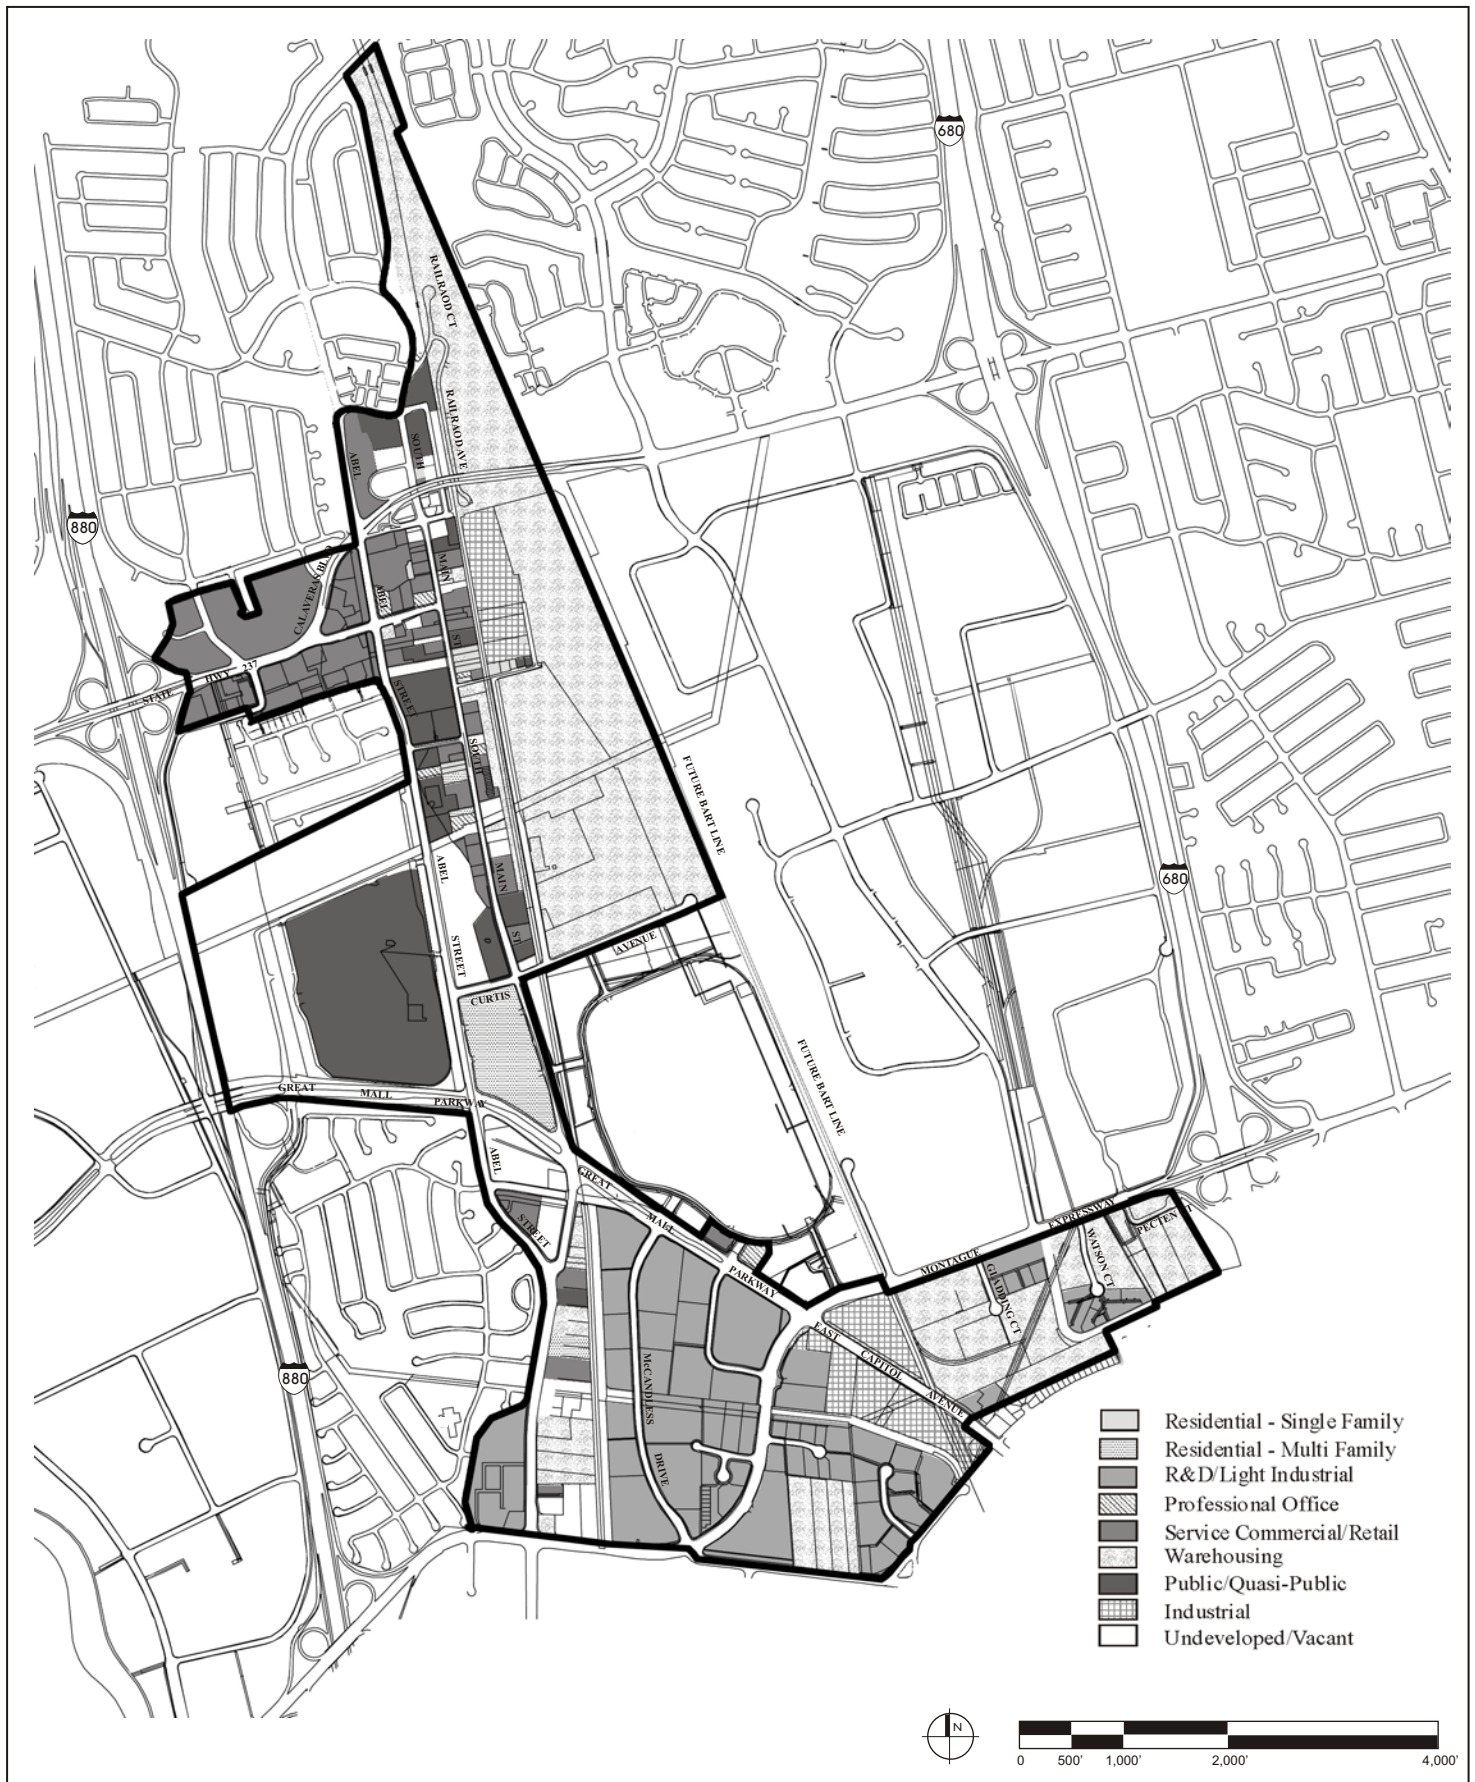 680
RAILRAOD CT
RAILRAOD AVE
SOUTH
ABEL
880
CALAVERAS BLVD
MAIN
ABEL
ST
STATE HWY 237
STREET
SOUTH
FUTURE BART LINE
ABEL
MAIN
680
STREET
ST
AVENUE
CURTIS
FUTURE BART LINE
GREAT MALL PARKWAY
ABEL
GREAT
STREET
MALL
PARKWAY
MONTAGUE
EXPRESSWAY
PECTEN CT
WATSON CT
GLADDING CT
EAST
CAPITOL
AVENUE
McCANDLESS
DRIVE
880
Residential - Single Family
Residential - Multi Family
R&D/Light Industrial
Professional Office
Service Commercial/Retail
Warehousing
Public/Quasi-Public
Industrial
Undeveloped/Vacant
N
0 500' 1,000' 2,000' 4,000'